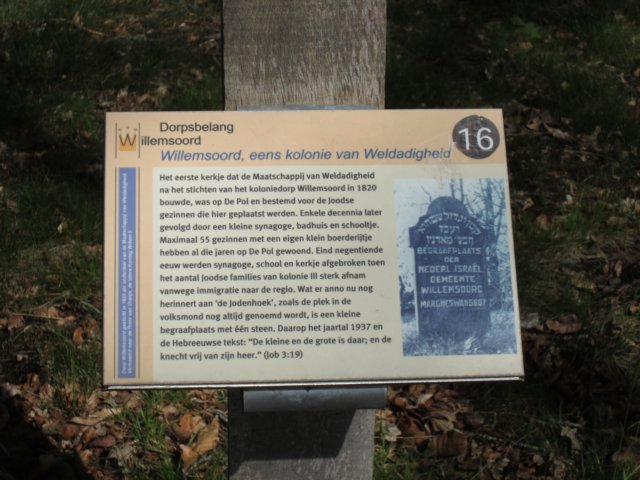 Dorpsbelang
Willemsoord
Willemsoord, eens kolonie van Weldadigheid
16
Het eerste kerkje dat de Maatschappij van Weldadigheid
na het stichten van het koloniedorp Willemsoord in 1820
bouwde, was op De Pol en bestemd voor de Joodse
gezinnen die hier geplaatst werden. Enkele decennia later
gevolgd door een kleine synagoge, badhuis en schooltje.
Maximaal 55 gezinnen met een eigen klein boerderijtje
hebben al die jaren op De Pol gewoond. Eind negentiende
eeuw werden synagoge, school en kerkje afgebroken toen
het aantal Joodse families van kolonie III sterk afnam
vanwege immigratie naar de regio. Wat er anno nu nog
herinnert aan ‘de Jodenhoek’, zoals de plek in de
volksmond nog altijd genoemd wordt, is een kleine
begraafplaats met één steen. Daarop het jaartal 1937 en
de Hebreeuwse tekst: “De kleine en de grote is daar; en de
knecht vrij van zijn heer.” (Job 3:19)
BEGRAAFPLAATS
DER
NEDERL ISRAËL
GEMEENTE
WILLEMSOORD